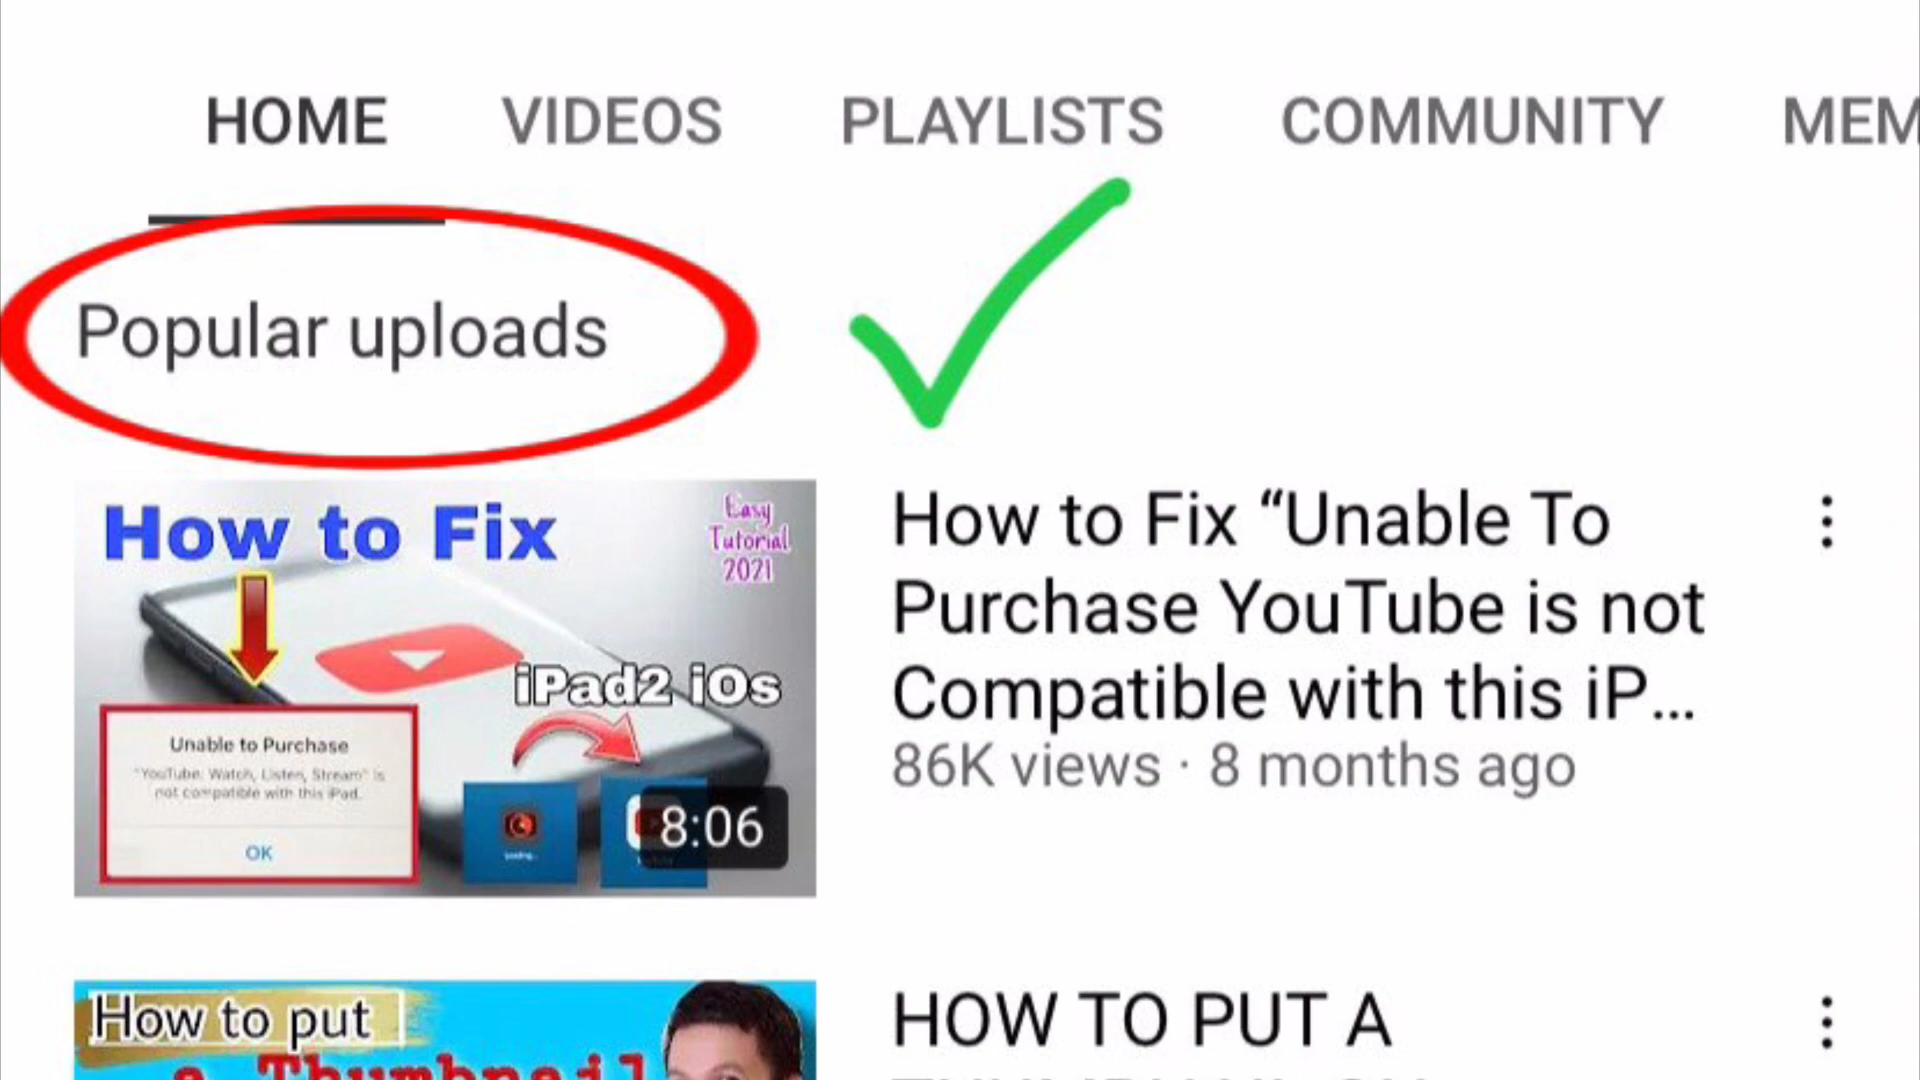 HOME VIDEOS PLAYLISTS COMMUNITY MEM
Popular uploads
How to Fix
Easy
Tutorial
2021
iPad2 iOs
Unable to Purchase
"YouTube: Watch, Listen, Stream" is
not compatible with this iPad.
OK
Loading...
8:06
How to Fix “Unable To
Purchase YouTube is not
Compatible with this iP...
86K views · 8 months ago
How to put
a Thumbnail
HOW TO PUT A